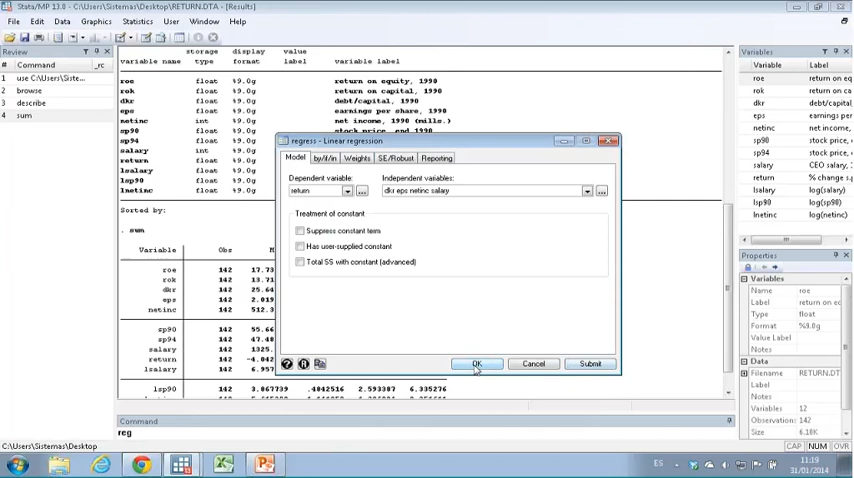 Stata/MP 13.0 - C:\Users\Sistemas\Desktop\RETURN.DTA - [Results]
File Edit Data Graphics Statistics User Window Help
Review
# Command _rc
1 use C:\Users\Siste...
2 browse
3 describe
4 sum
storage display value
variable name type format label variable label
roe float %9.0g return on equity, 1990
rok float %9.0g return on capital, 1990
dkr float %9.0g debt/capital, 1990
eps float %9.0g earnings per share, 1990
netinc int %9.0g net income, 1990 (mills.)
sp90 float %9.0g stock price, end 1990
sp94 float %9.0g
salary int %9.0g
return float %9.0g
lsalary float %9.0g
lsp90 float %9.0g
lnetinc float %9.0g
Sorted by:
. sum
Variable Obs M
roe 142 17.73
rok 142 13.71
dkr 142 25.64
eps 142 2.019
netinc 142 512.3
sp90 142 55.66
sp94 142 47.48
salary 142 1325.
return 142 -4.042
lsalary 142 6.957
lsp90 142 3.867739 .4042516 2.593387 6.335276
regress - Linear regression
Model by/if/in Weights SE/Robust Reporting
Dependent variable: Independent variables:
return dkr eps netinc salary
Treatment of constant
Suppress constant term
Has user-supplied constant
Total SS with constant (advanced)
OK Cancel Submit
Command
reg
Variables
Variable Label
roe return on eq
rok return on ca
dkr debt/capital,
eps earnings per
netinc net income,
sp90 stock price,
sp94 stock price,
salary 1990 compe
return % change s
lsalary log(salary)
lsp90 log(sp90)
lnetinc log(netinc)
Properties
Variables
Name roe
Label return on ec
Type float
Format %9.0g
Value Label
Notes
Data
Filename RETURN.DT
Label
Notes
Variables 12
Observation 142
Size 6.10K
C:\Users\Sistemas\Desktop
CAP NUM OVR
ES
11:19
31/01/2014